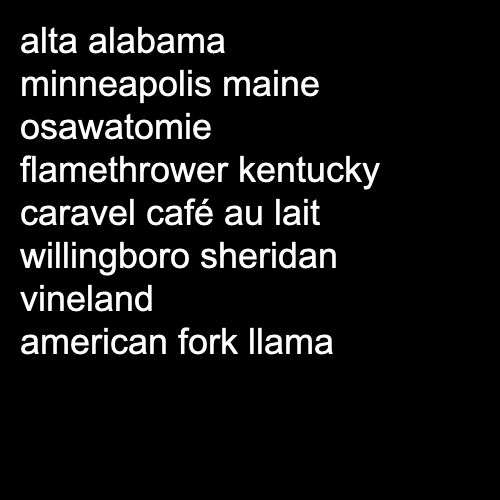 alta alabama
minneapolis maine
osawatomie
flamethrower kentucky
caravel café au lait
willingboro sheridan
vineland
american fork llama